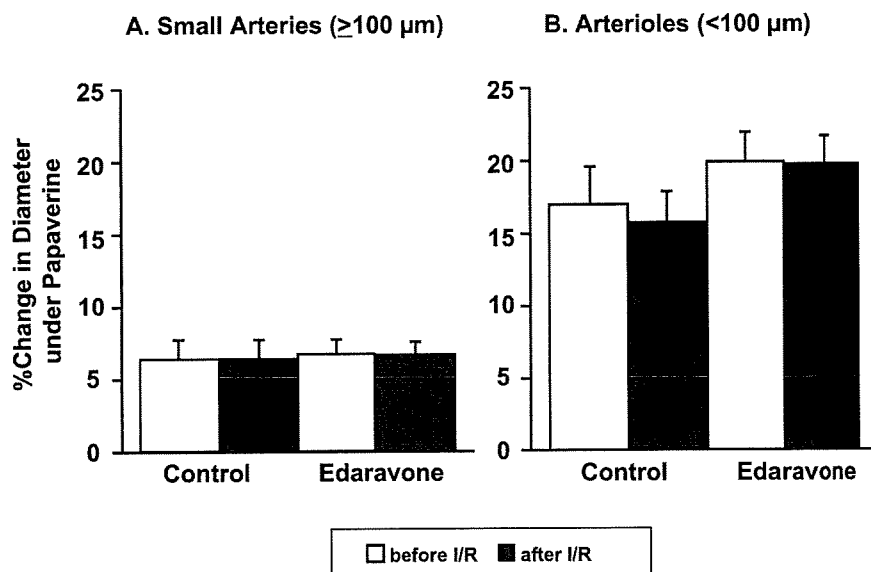 A. Small Arteries (≥100 µm)
B. Arterioles (<100 µm)
%Change in Diameter
under Papaverine
25
20
15
10
5
0
Control
Edaravone
25
20
15
10
5
0
Control
Edaravone
before I/R
after I/R